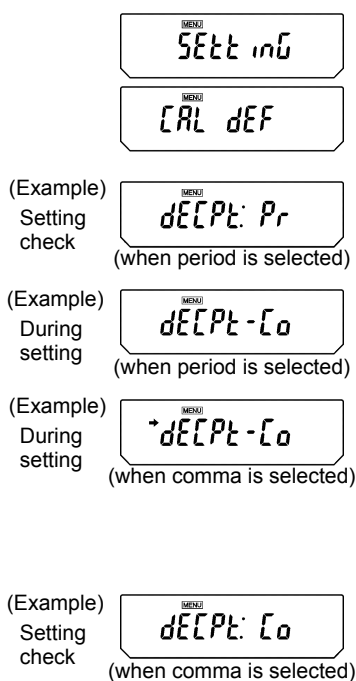 MENU
SEtt inG
MENU
CAL dEF
(Example)
Setting
check
MENU
dECPt: Pr
(when period is selected)
(Example)
During
setting
MENU
dECPt-Co
(when period is selected)
(Example)
During
setting
MENU
➔dECPt-Co
(when comma is selected)
(Example)
Setting
check
MENU
dECPt: Co
(when comma is selected)